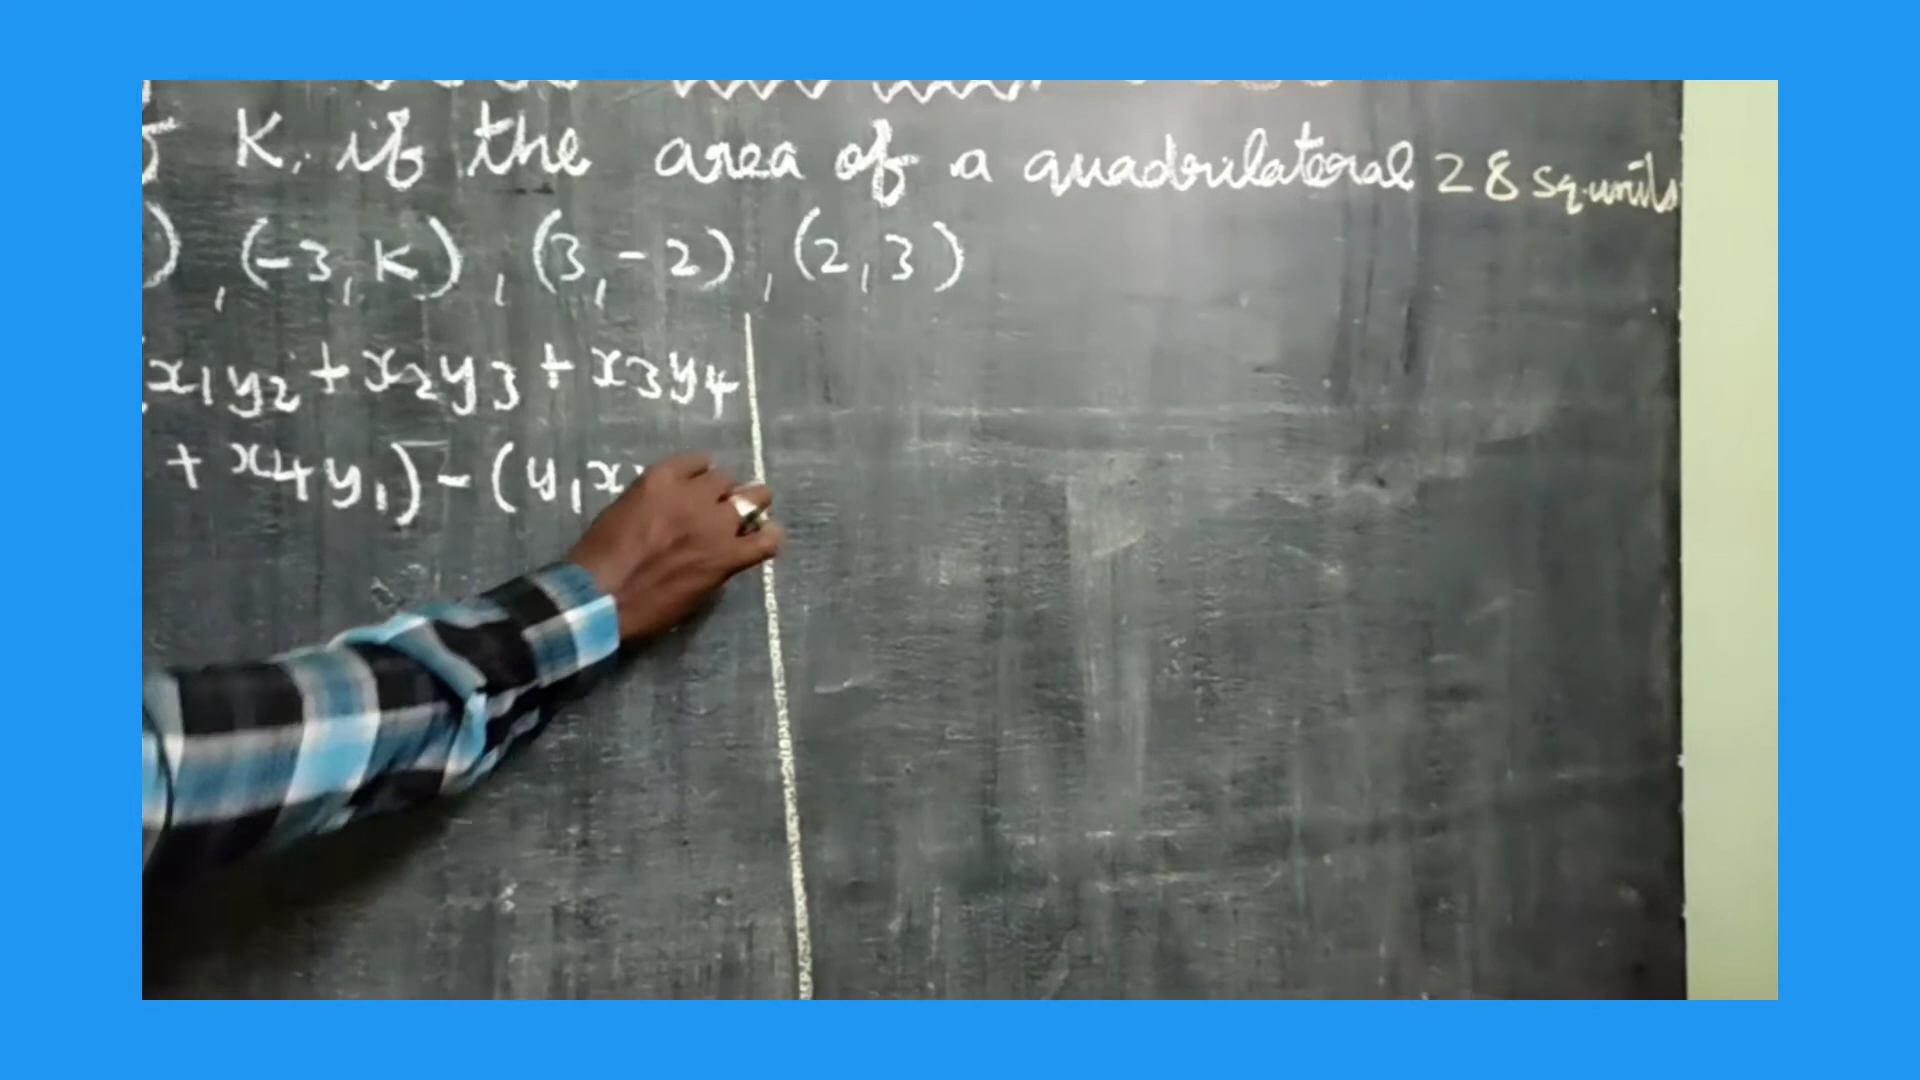 K, if the area of a quadrilateral 28 sq.units
), (-3, K), (3, -2), (2, 3)
x1y2 + x2y3 + x3y4
+ x4y1) - (y1x